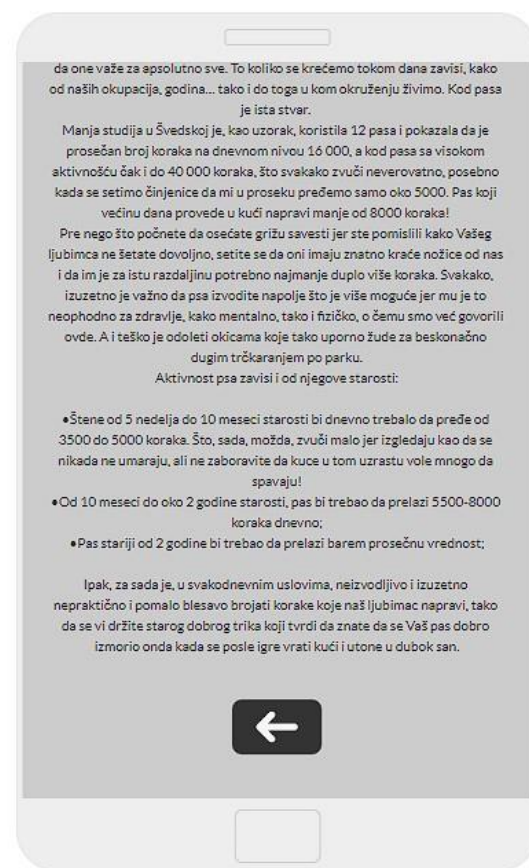 da one važe za apsolutno sve. To koliko se krećemo tokom dana zavisi, kako
od naših okupacija, godina... tako i do toga u kom okruženju živimo. Kod pasa
je ista stvar.
Manja studija u Švedskoj je, kao uzorak, koristila 12 pasa i pokazala da je
prosečan broj koraka na dnevnom nivou 16 000, a kod pasa sa visokom
aktivnošću čak i do 40 000 koraka, što svakako zvuči neverovatno, posebno
kada se setimo činjenice da mi u proseku pređemo samo oko 5000. Pas koji
većinu dana provede u kući napravi manje od 8000 koraka!
Pre nego što počnete da osećate grižu savesti jer ste pomislili kako Vašeg
ljubimca ne šetate dovoljno, setite se da oni imaju znatno kraće nožice od nas
i da im je za istu razdaljinu potrebno najmanje duplo više koraka. Svakako,
izuzetno je važno da psa izvodite napolje što je više moguće jer mu je to
neophodno za zdravlje, kako mentalno, tako i fizičko, o čemu smo već govorili
ovde. A i teško je odoleti okicama koje tako uporno žude za beskonačno
dugim trčkaranjem po parku.
Aktivnost psa zavisi i od njegove starosti:
•Štene od 5 nedelja do 10 meseci starosti bi dnevno trebalo da pređe od
3500 do 5000 koraka. Što, sada, možda, zvuči malo jer izgledaju kao da se
nikada ne umaraju, ali ne zaboravite da kuce u tom uzrastu vole mnogo da
spavaju!
•Od 10 meseci do oko 2 godine starosti, pas bi trebao da prelazi 5500-8000
koraka dnevno;
•Pas stariji od 2 godine bi trebao da prelazi barem prosečnu vrednost;
Ipak, za sada je, u svakodnevnim uslovima, neizvodljivo i izuzetno
nepraktično i pomalo blesavo brojati korake koje naš ljubimac napravi, tako
da se vi držite starog dobrog trika koji tvrdi da znate da se Vaš pas dobro
izmorio onda kada se posle igre vrati kući i utone u dubok san.